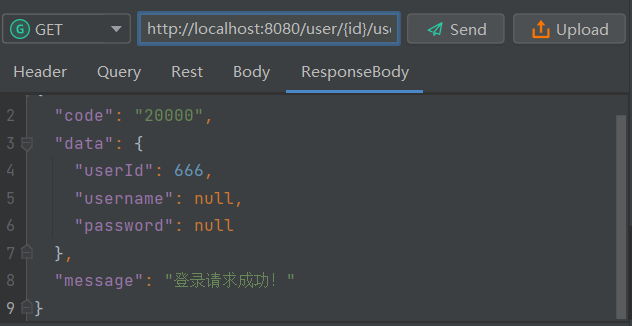 G GET http://localhost:8080/user/{id}/us Send Upload
Header Query Rest Body ResponseBody
2 "code": "20000",
3 "data": {
4 "userId": 666,
5 "username": null,
6 "password": null
7 },
8 "message": "登录请求成功！"
9 }